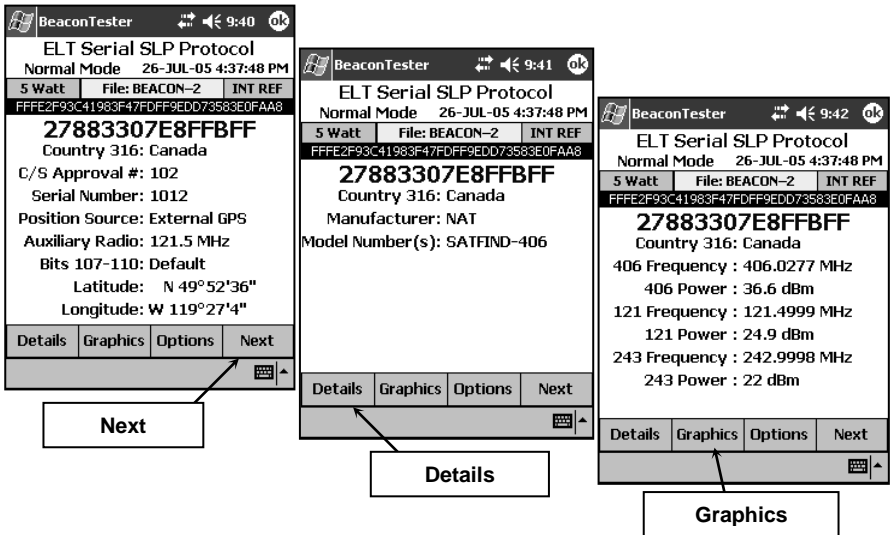 BeaconTester 9:40 ok
ELT Serial SLP Protocol
Normal Mode 26-JUL-05 4:37:48 PM
5 Watt File: BEACON-2 INT REF
FFFE2F93C41983F47FDFF9EDD73583E0FAA8
27883307E8FFBFF
Country 316: Canada
C/S Approval #: 102
Serial Number: 1012
Position Source: External GPS
Auxiliary Radio: 121.5 MHz
Bits 107-110: Default
Latitude: N 49°52'36"
Longitude: W 119°27'4"
Details Graphics Options Next
Next
BeaconTester 9:41 ok
ELT Serial SLP Protocol
Normal Mode 26-JUL-05 4:37:48 PM
5 Watt File: BEACON-2 INT REF
FFFE2F93C41983F47FDFF9EDD73583E0FAA8
27883307E8FFBFF
Country 316: Canada
Manufacturer: NAT
Model Number(s): SATFIND-406
Details Graphics Options Next
Details
BeaconTester 9:42 ok
ELT Serial SLP Protocol
Normal Mode 26-JUL-05 4:37:48 PM
5 Watt File: BEACON-2 INT REF
FFFE2F93C41983F47FDFF9EDD73583E0FAA8
27883307E8FFBFF
Country 316: Canada
406 Frequency : 406.0277 MHz
406 Power : 36.6 dBm
121 Frequency : 121.4999 MHz
121 Power : 24.9 dBm
243 Frequency : 242.9998 MHz
243 Power : 22 dBm
Details Graphics Options Next
Graphics